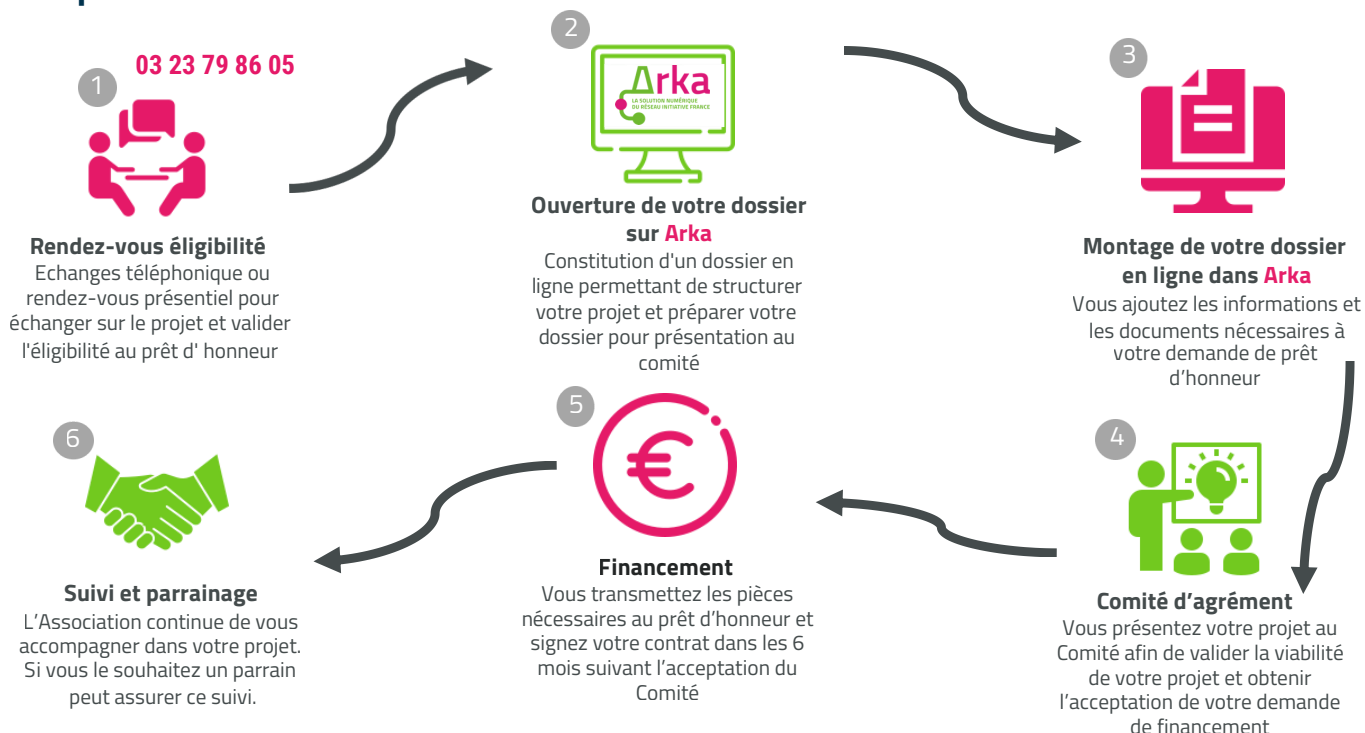 1
03 23 79 86 05
Rendez-vous éligibilité
Echanges téléphonique ou
rendez-vous présentiel pour
échanger sur le projet et valider
l'éligibilité au prêt d' honneur
2
Arka
LA SOLUTION NUMÉRIQUE
DU RÉSEAU INITIATIVE FRANCE
Ouverture de votre dossier
sur Arka
Constitution d'un dossier en
ligne permettant de structurer
votre projet et préparer votre
dossier pour présentation au
comité
3
Montage de votre dossier
en ligne dans Arka
Vous ajoutez les informations et
les documents nécessaires à
votre demande de prêt
d’honneur
4
Comité d’agrément
Vous présentez votre projet au
Comité afin de valider la viabilité
de votre projet et obtenir
l’acceptation de votre demande
de financement
5
€
Financement
Vous transmettez les pièces
nécessaires au prêt d’honneur et
signez votre contrat dans les 6
mois suivant l’acceptation du
Comité
6
Suivi et parrainage
L’Association continue de vous
accompagner dans votre projet.
Si vous le souhaitez un parrain
peut assurer ce suivi.